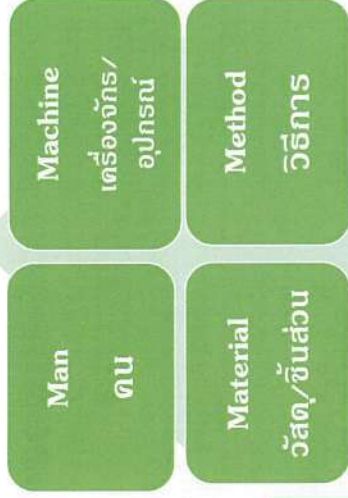 Man
คน
Machine
เครื่องจักร/
อุปกรณ์
Material
วัสดุ/ชิ้นส่วน
Method
วิธีการ